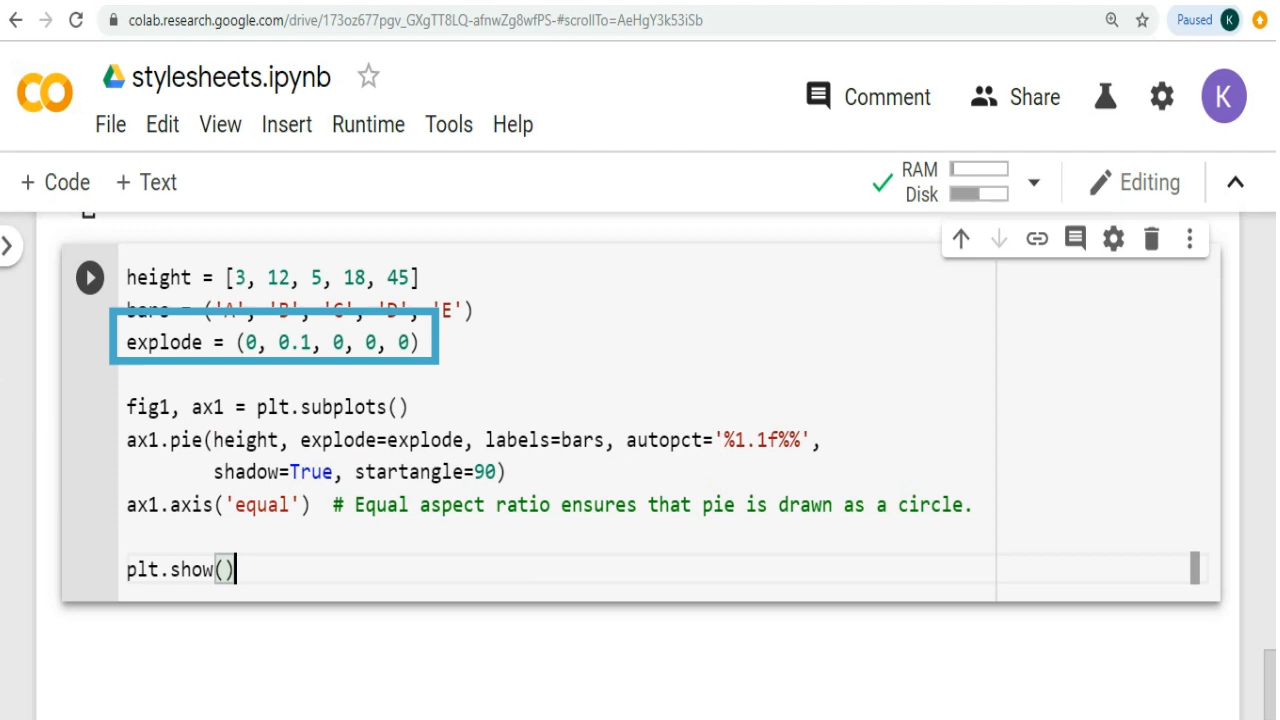 colab.research.google.com/drive/173oz677pgv_GXgTT8LQ-afnwZg8wfPS-#scrollTo=AeHgY3k53iSb
Paused K
stylesheets.ipynb
Comment Share K
File Edit View Insert Runtime Tools Help
+ Code + Text
RAM
Disk
Editing
height = [3, 12, 5, 18, 45]
bars = ('A', 'B', 'C', 'D', 'E')
explode = (0, 0.1, 0, 0, 0)
fig1, ax1 = plt.subplots()
ax1.pie(height, explode=explode, labels=bars, autopct='%1.1f%%',
shadow=True, startangle=90)
ax1.axis('equal')  # Equal aspect ratio ensures that pie is drawn as a circle.
plt.show()